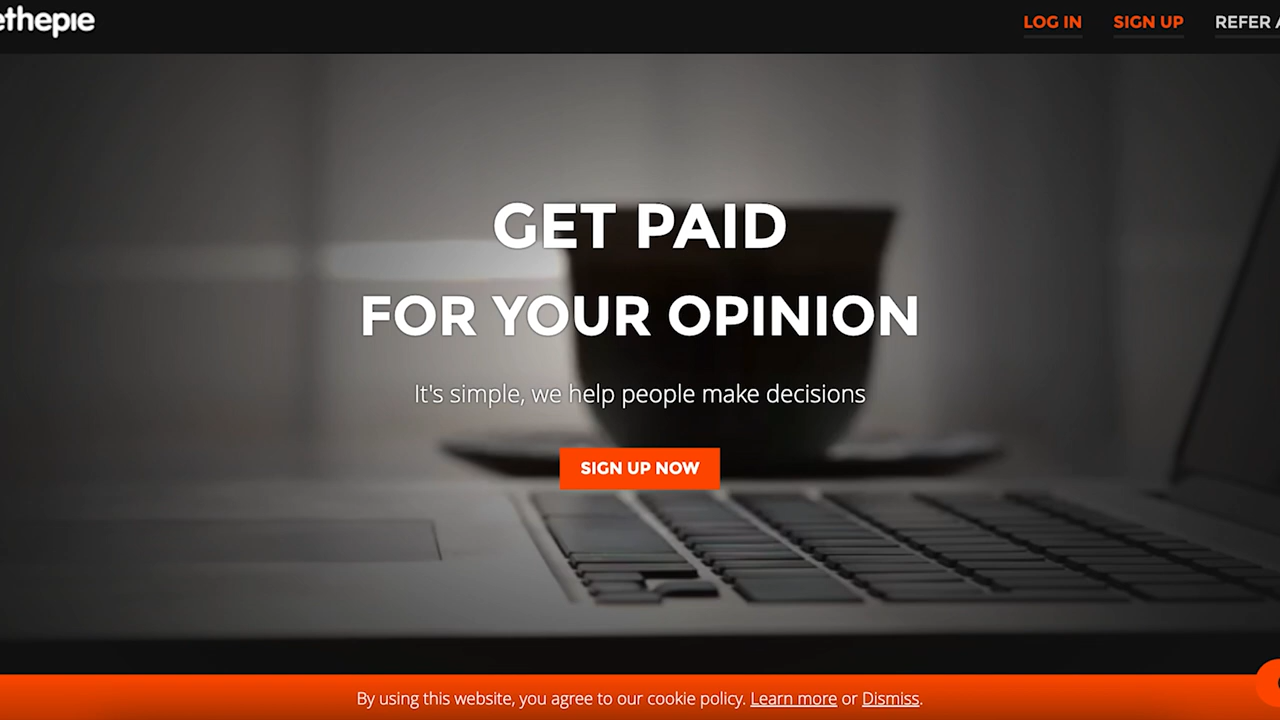 ethepie
LOG IN SIGN UP REFER A
GET PAID
FOR YOUR OPINION
It's simple, we help people make decisions
SIGN UP NOW
By using this website, you agree to our cookie policy. Learn more or Dismiss.